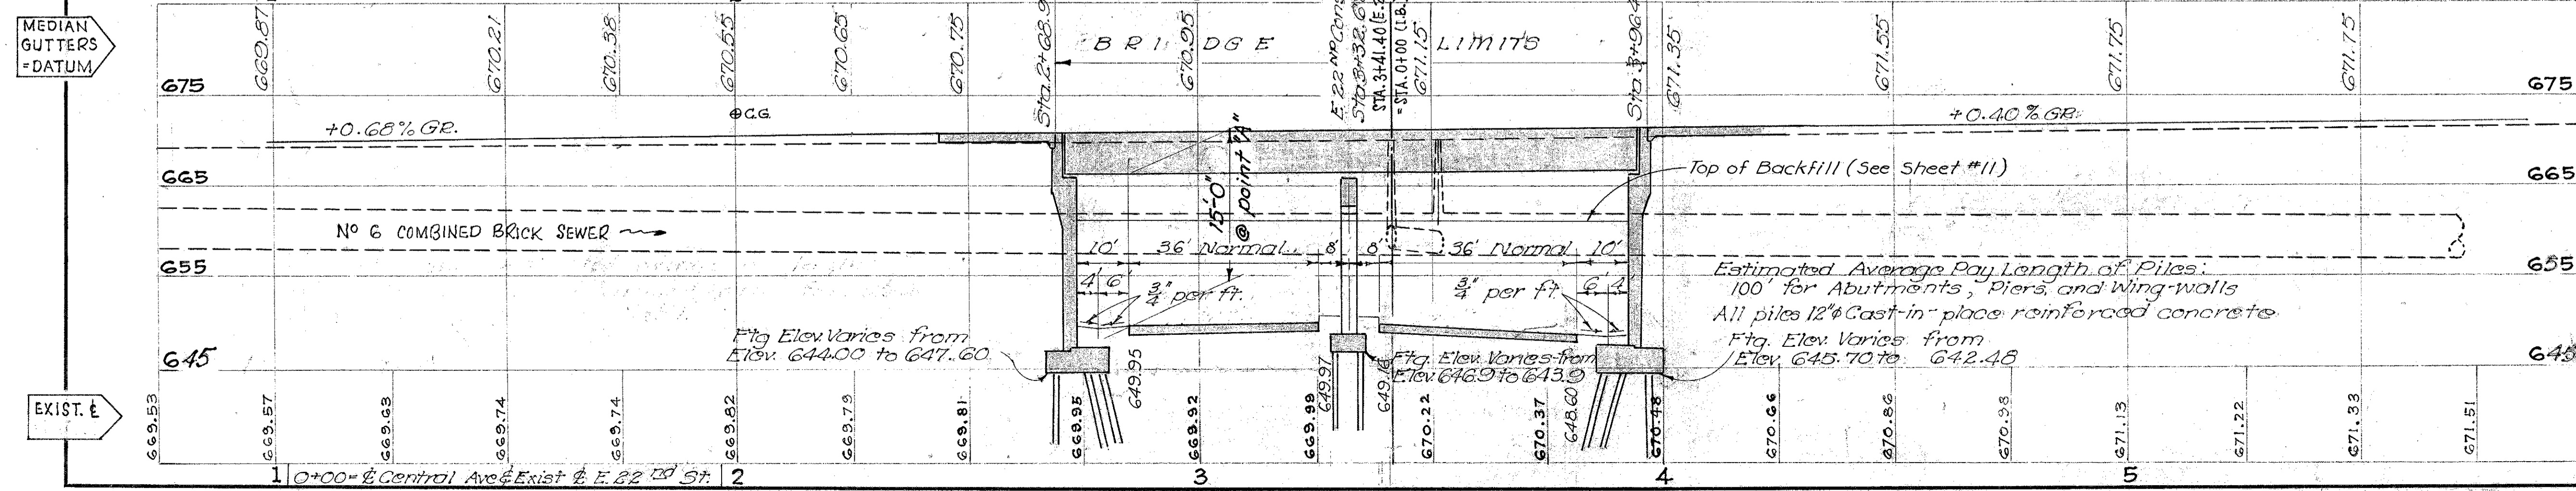 MEDIAN
GUTTERS
=DATUM
669.87
670.21
670.38
670.55
670.65
670.75
Sta. 2+68.9
BRIDGE LIMITS
670.95
E 22 ND Cons
STA. 3+41.40 (E.2
= STA. 0+00 (I.B.
671.15
Sta. 3+96.4
671.35
671.55
671.75
671.75
675
675
+0.68% GR.
⊕ C.G.
+0.40% GR.
665
665
15'-0"
@ point "A"
Top of Backfill (See Sheet #11)
No 6 COMBINED BRICK SEWER
10' 36' Normal 8' 8' 36' Normal 10'
655
655
4' 6' 3/4" per ft.
3/4" per ft. 6' 4'
Estimated Average Pay Length of Piles:
100' for Abutments, Piers, and Wing-walls
All piles 12"ϕ Cast-in-place reinforced concrete
Ftg Elev. Varies from
Elev. 644.00 to 647.60
Ftg. Elev. Varies from
Elev. 646.9 to 643.9
Ftg. Elev. Varies from
Elev. 645.70 to 642.48
645
645
649.95
649.97
649.16
648.60
EXIST. ℄
669.53
669.57
669.63
669.74
669.74
669.82
669.79
669.81
669.95
669.92
669.99
670.22
670.37
670.48
670.66
670.86
670.98
671.13
671.22
671.33
671.51
1 0+00=℄ Central Ave & Exist ℄ E. 22 nd St. 2 3 4 5